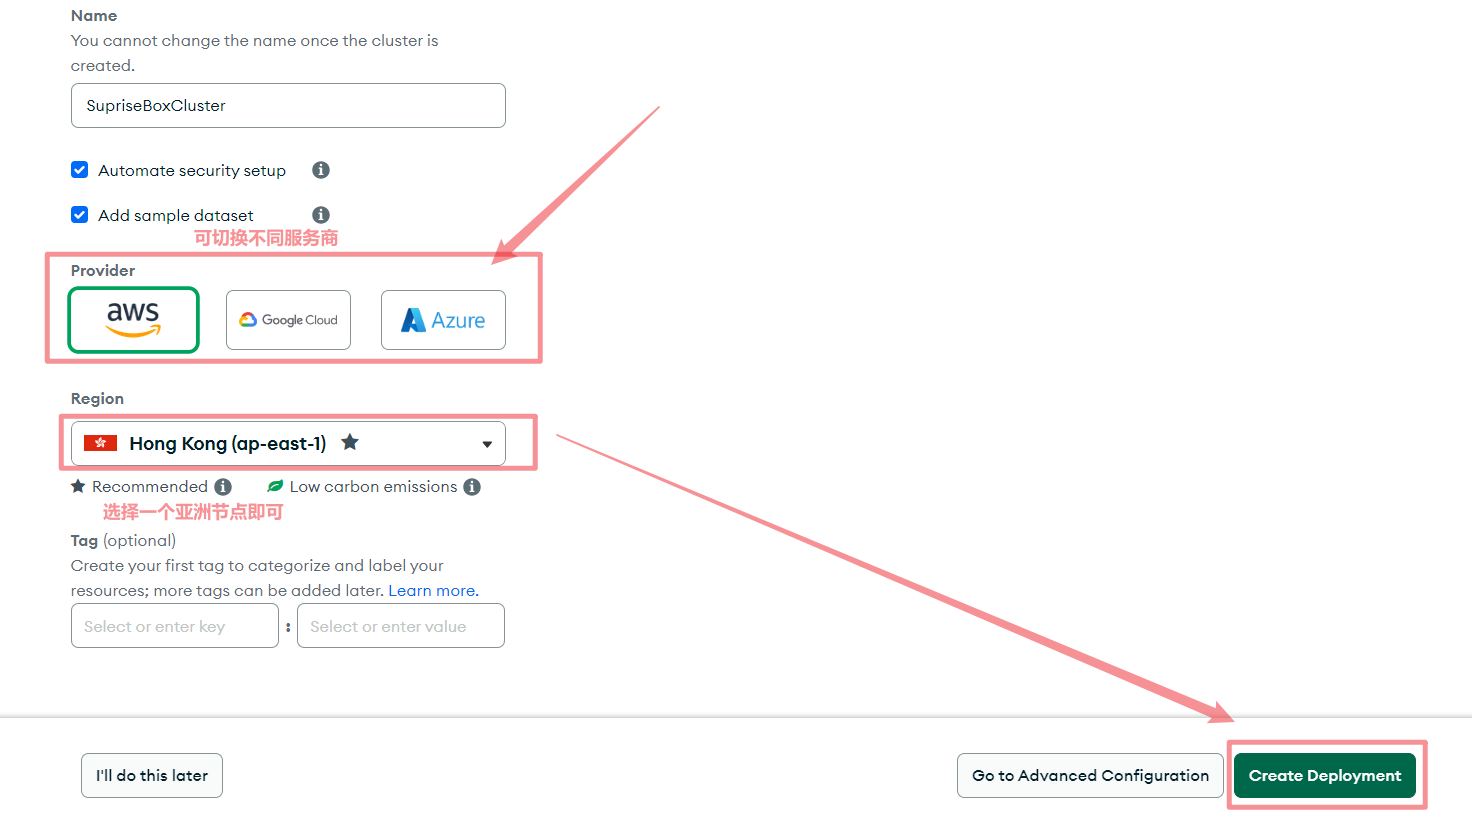 Name
You cannot change the name once the cluster is
created.
SupriseBoxCluster
Automate security setup
Add sample dataset
可切换不同服务商
Provider
aws
Google Cloud
Azure
Region
Hong Kong (ap-east-1)
Recommended
Low carbon emissions
选择一个亚洲节点即可
Tag (optional)
Create your first tag to categorize and label your
resources; more tags can be added later. Learn more.
Select or enter key : Select or enter value
I'll do this later
Go to Advanced Configuration
Create Deployment